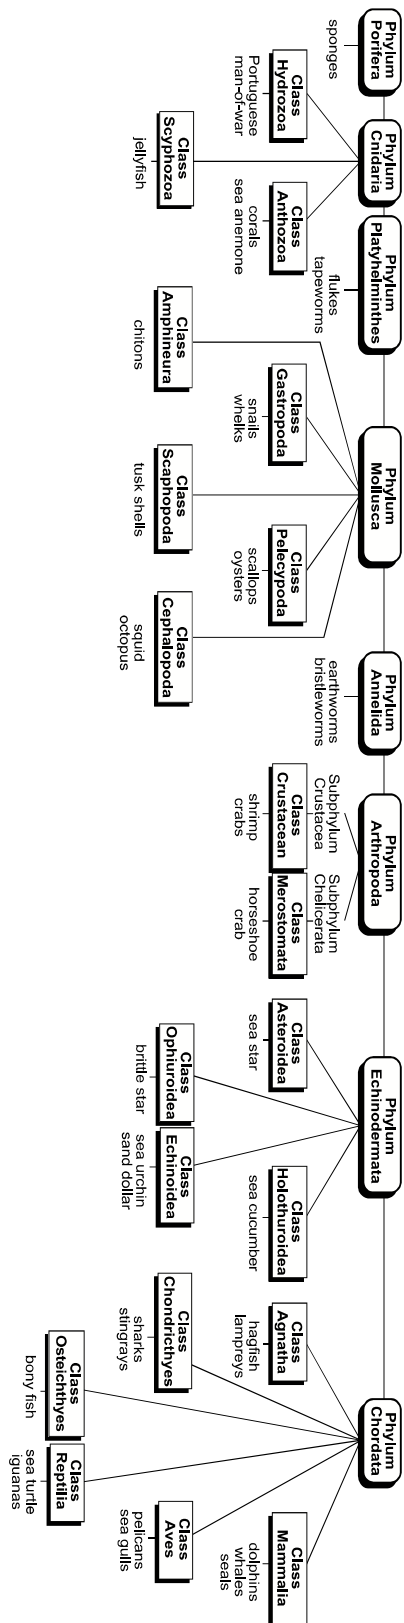 Phylum
Porifera
sponges
Phylum
Cnidaria
Class
Hydrozoa
Portuguese
man-of-war
Class
Scyphozoa
jellyfish
Class
Anthozoa
corals
sea anemone
Phylum
Platyhelminthes
flukes
tapeworms
Phylum
Mollusca
Class
Amphineura
chitons
Class
Gastropoda
snails
whelks
Class
Scaphopoda
tusk shells
Class
Pelecypoda
scallops
oysters
Class
Cephalopoda
squid
octopus
Phylum
Annelida
earthworms
bristleworms
Phylum
Arthropoda
Subphylum
Crustacea
Class
Crustacean
shrimp
crabs
Subphylum
Chelicerata
Class
Merostomata
horseshoe
crab
Phylum
Echinodermata
Class
Asteroidea
sea star
Class
Ophiuroidea
brittle star
Class
Echinoidea
sea urchin
sand dollar
Class
Holothuroidea
sea cucumber
Phylum
Chordata
Class
Agnatha
hagfish
lampreys
Class
Chondricthyes
sharks
stingrays
Class
Osteichthyes
bony fish
Class
Reptilia
sea turtle
iguanas
Class
Aves
pelicans
sea gulls
Class
Mammalia
dolphins
whales
seals